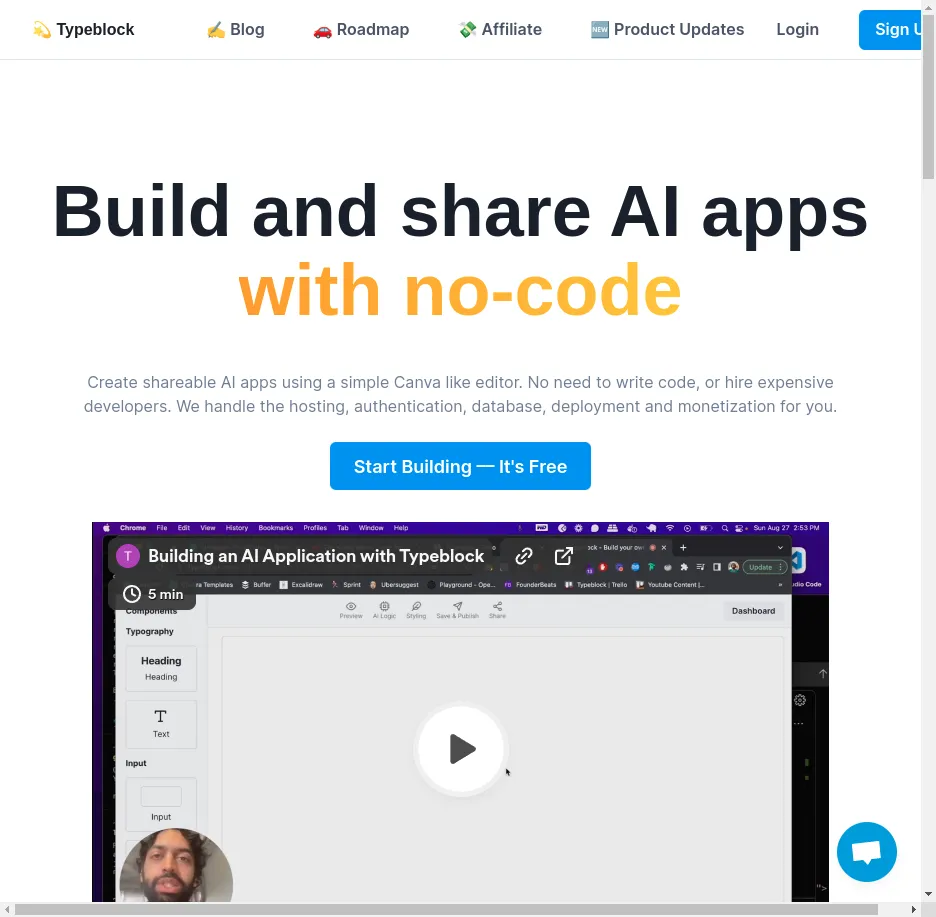 💫 Typeblock
✍️ Blog
🚗 Roadmap
💸 Affiliate
🆕 Product Updates
Login
Sign U
Build and share AI apps
with no-code
Create shareable AI apps using a simple Canva like editor. No need to write code, or hire expensive
developers. We handle the hosting, authentication, database, deployment and monetization for you.
Start Building — It's Free
Chrome File Edit View History Bookmarks Profiles Tab Window Help
Sun Aug 27 2:53 PM
T Building an AI Application with Typeblock
ock - Build your ow
Update
Templates Buffer Excalidraw Sprint Ubersuggest Playground - Ope... FounderBeats Typeblock | Trello Youtube Content |...
5 min
Components
Preview AI Logic Styling Save & Publish Share
Dashboard
Typography
Heading
Heading
T
Text
Input
Input